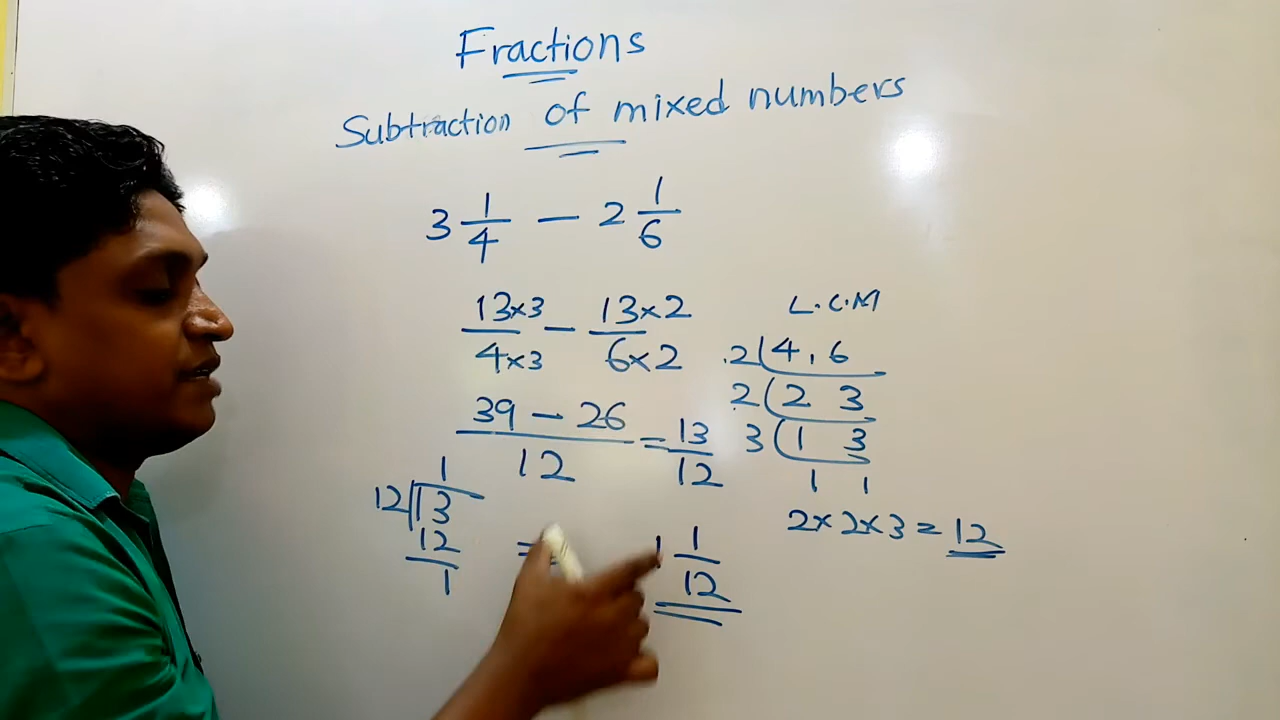 Fractions
Subtraction of mixed numbers
3 1/4 — 2 1/6
13×3/4×3 — 13×2/6×2
39 — 26/12 = 13/12
1
12 13
12
1
= 1 1/12
L.C.M
2 4, 6
2 2 3
3 1 3
1 1
2×2×3 = 12